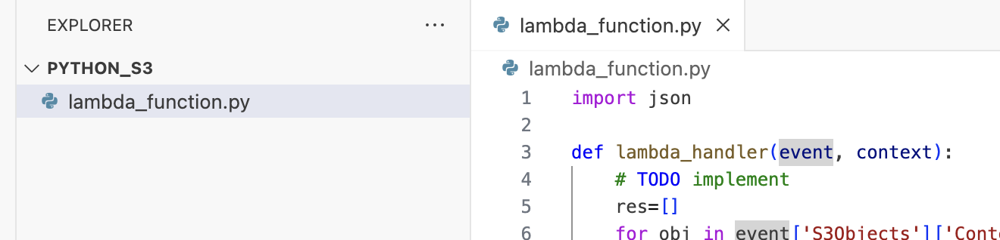 EXPLORER
PYTHON_S3
lambda_function.py
lambda_function.py
lambda_function.py
1 import json
2
3 def lambda_handler(event, context):
4 # TODO implement
5 res=[]
6 for obj in event['S3Objects']['Conte